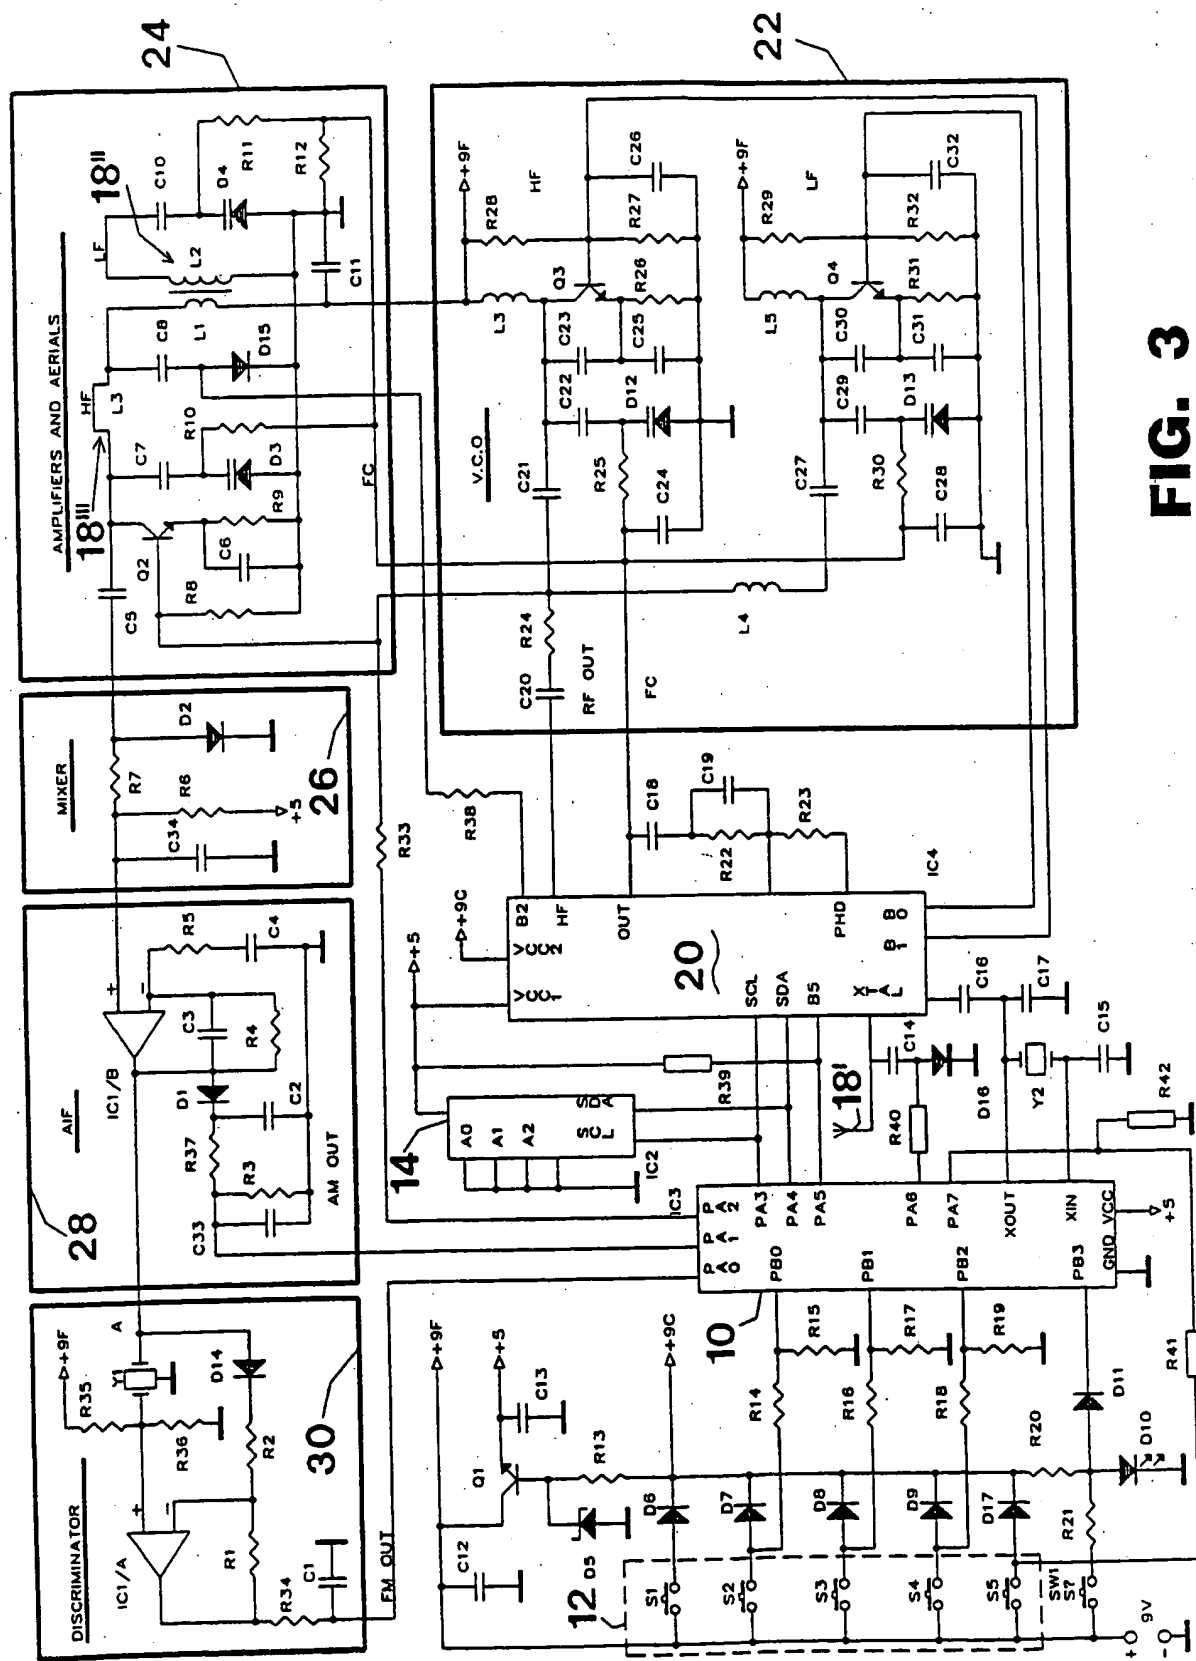 24
AMPLIFIERS AND AERIALS
18'''
HF
L3
18''
LF
C10
D4
R11
R12
L2
L1
C8
D15
C11
C7
R10
D3
FC
R9
C6
Q2
R8
C5
MIXER
R7
D2
R6
+5
C34
26
AIF
28
+
-
IC1/B
R5
C4
C3
R4
D1
C2
R37
R3
C33
AM OUT
DISCRIMINATOR
30
A
+9F
R35
Y1
D14
R36
R2
+
-
IC1/A
R1
R34
C1
FM OUT
22
V.C.O
+9F
HF
R28
C26
R27
Q3
R26
L3
C23
C25
C22
D12
C21
R25
C24
+9F
LF
R29
C32
R32
Q4
R31
L5
C30
C31
C29
D13
C27
R30
C28
L4
R24
C20
RF OUT
FC
R33
R38
C18
C19
R22
R23
IC4
+9C
+5
VCC1
VCC2
B2
HF
OUT
PHD
B0
B1
20
SCL
SDA
B5
XTAL
C16
C17
C14
C15
R39
18'
R40
D16
Y2
R42
14
A0
A1
A2
SDA
SCL
IC2
IC3
PA0
PA1
PA2
PA3
PA4
PA5
PA6
PA7
XOUT
XIN
VCC
GND
+5
PB0
PB1
PB2
PB3
10
R15
R17
R19
R14
R16
R18
R41
+9F
+5
+9C
C13
Q1
R13
C12
D5
D6
D7
D8
D9
D17
R20
D11
D10
R21
12
S1
S2
S3
S4
S5
SW1
S?
+
9V
-
FIG. 3